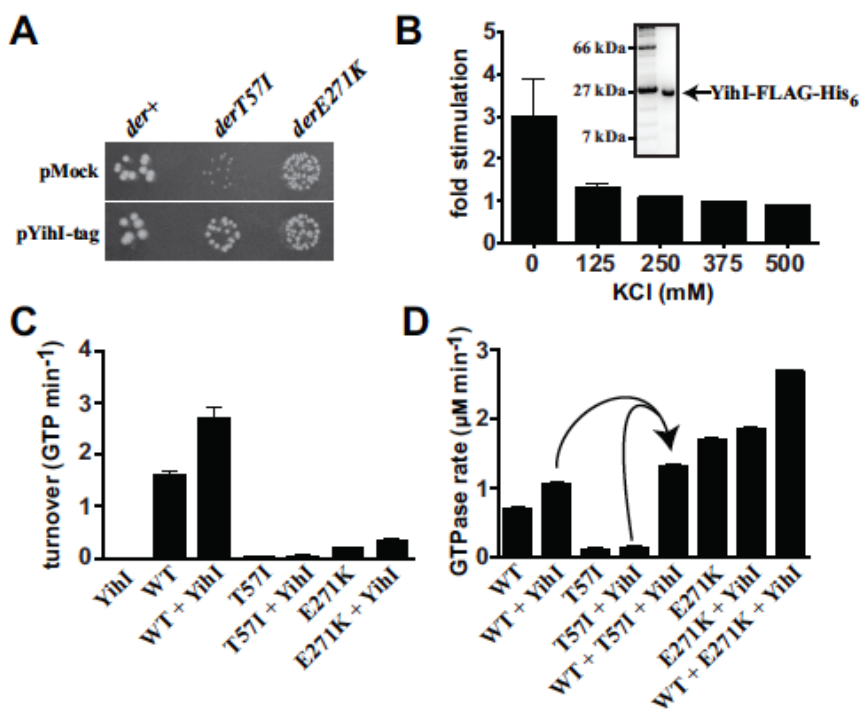 A
der+ derT57I derE271K
pMock
pYihI-tag
B
fold stimulation
5
4
3
2
1
0
66 kDa
27 kDa
7 kDa
YihI-FLAG-His6
0 125 250 375 500
KCl (mM)
C
turnover (GTP min-1)
4
3
2
1
0
YihI
WT
WT + YihI
T57I
T57I + YihI
E271K
E271K + YihI
D
GTPase rate (µM min-1)
3
2
1
0
WT
WT + YihI
T57I
T57I + YihI
WT + T57I + YihI
E271K
E271K + YihI
WT + E271K + YihI